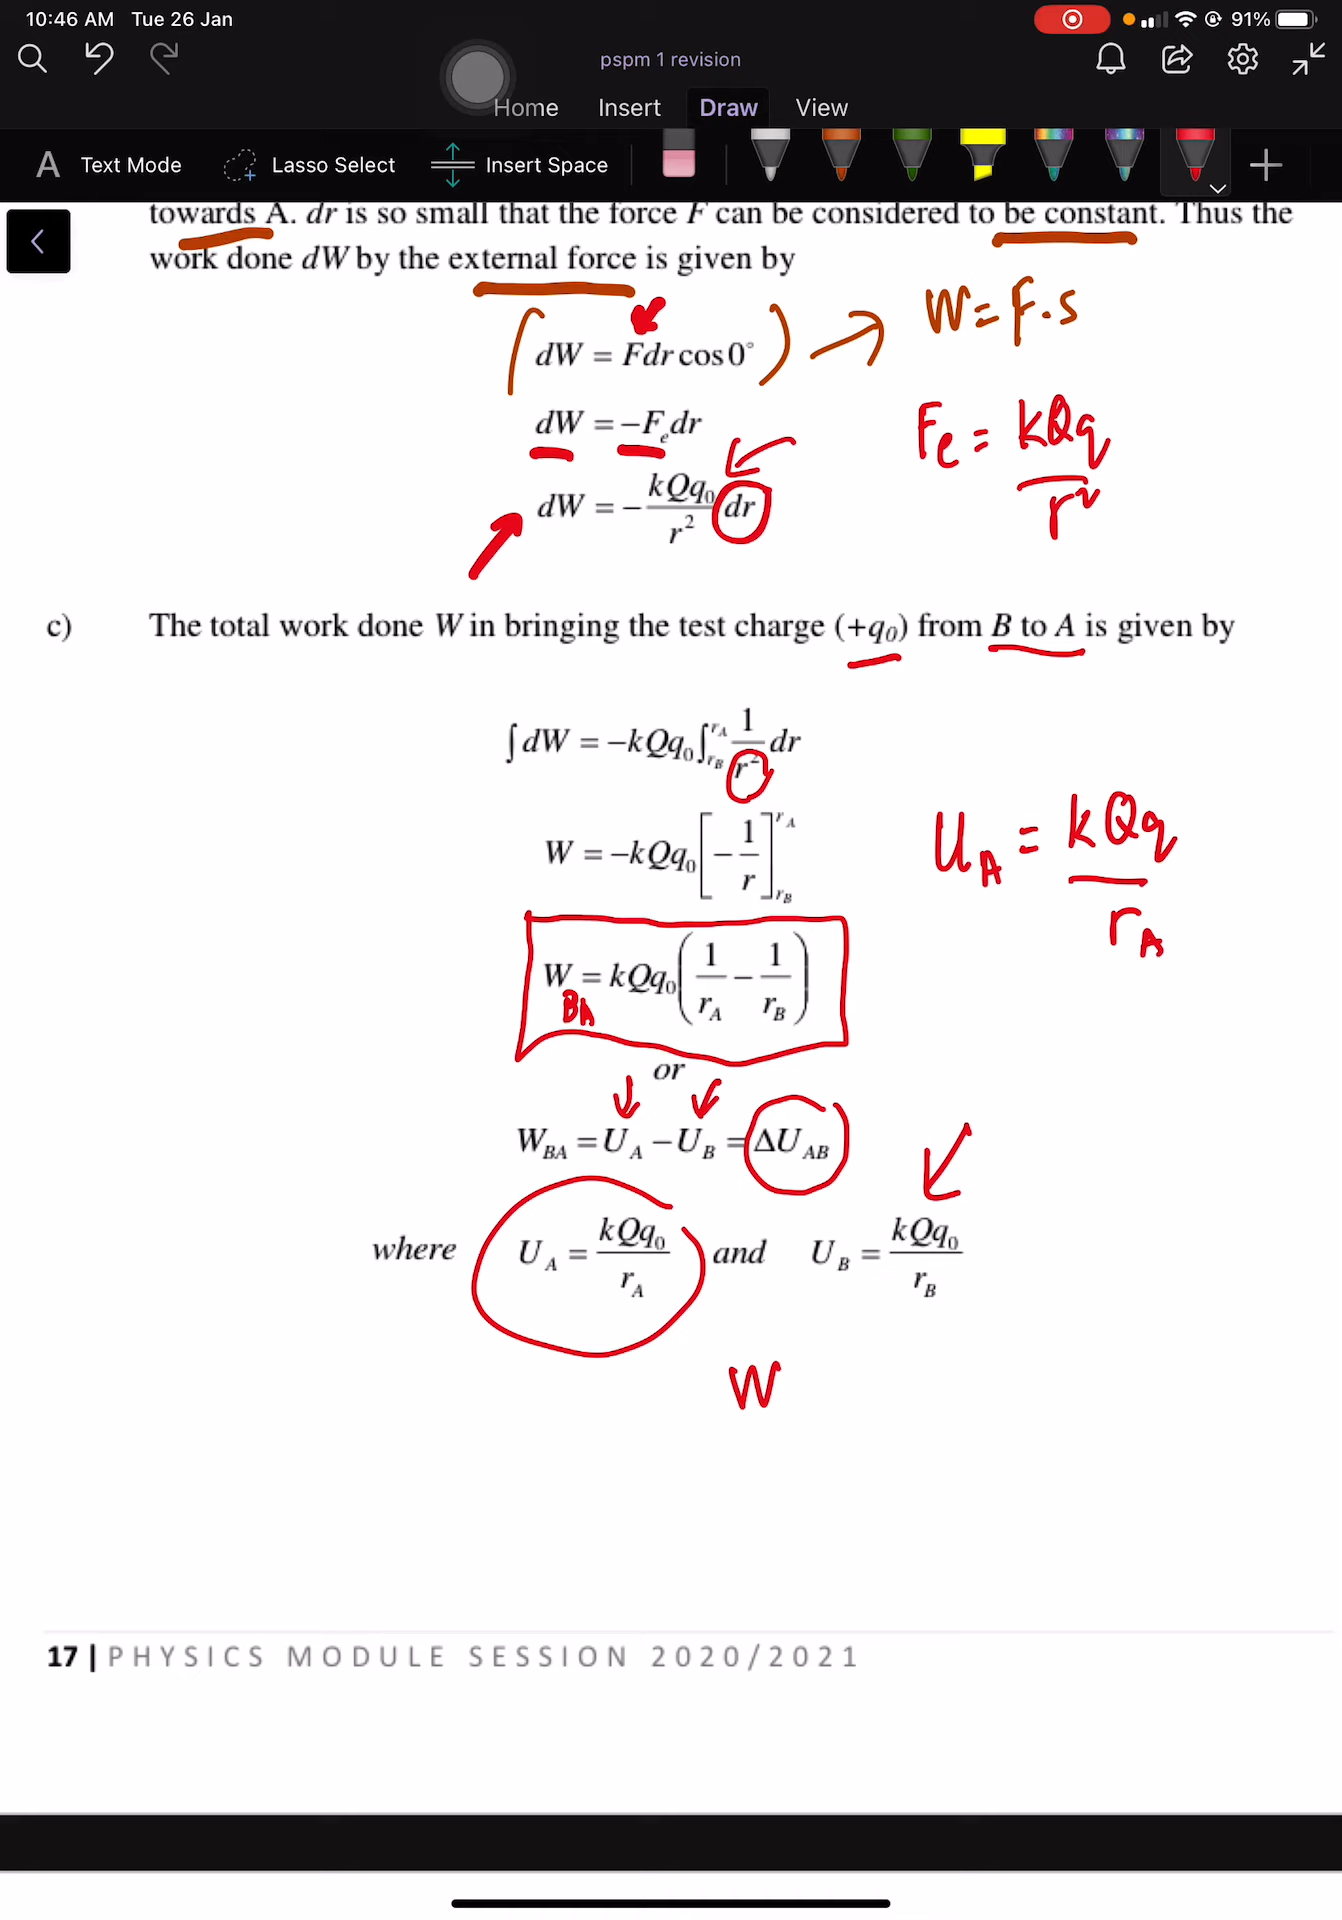 10:46 AM Tue 26 Jan 91%
pspm 1 revision
Home Insert Draw View
A Text Mode Lasso Select Insert Space
towards A. dr is so small that the force F can be considered to be constant. Thus the
work done dW by the external force is given by
dW = Fdr cos 0° W = F . s
dW = −Fₑdr Fe = kQq / r²
dW = − kQq₀ / r² dr
c) The total work done W in bringing the test charge (+q₀) from B to A is given by
∫dW = −kQq₀ ∫_{r_B}^{r_A} 1/r² dr
W = −kQq₀ [ − 1/r ]_{r_B}^{r_A} U_A = kQq / r_A
W = kQq₀ ( 1/r_A − 1/r_B )
BA
or
W_BA = U_A − U_B = ΔU_AB
where U_A = kQq₀ / r_A and U_B = kQq₀ / r_B
W
17 | PHYSICS MODULE SESSION 2020/2021